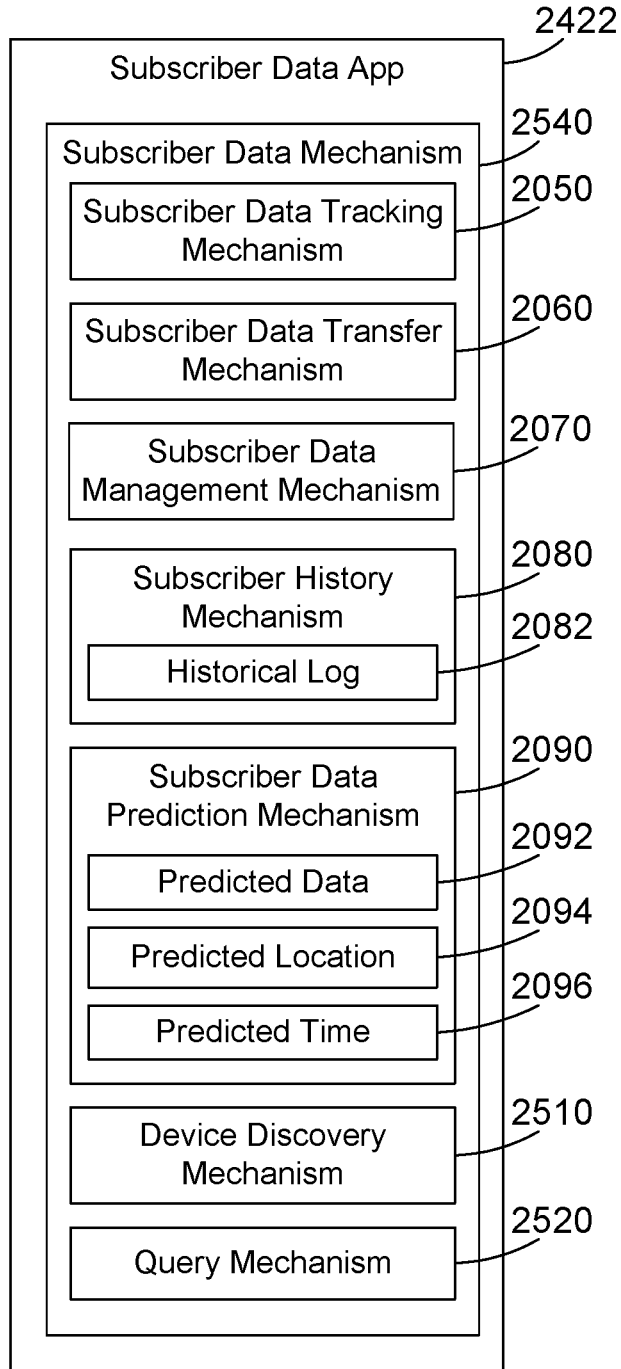 2422
Subscriber Data App
2540
Subscriber Data Mechanism
2050
Subscriber Data Tracking
Mechanism
2060
Subscriber Data Transfer
Mechanism
2070
Subscriber Data
Management Mechanism
2080
Subscriber History
Mechanism
2082
Historical Log
2090
Subscriber Data
Prediction Mechanism
2092
Predicted Data
2094
Predicted Location
2096
Predicted Time
2510
Device Discovery
Mechanism
2520
Query Mechanism